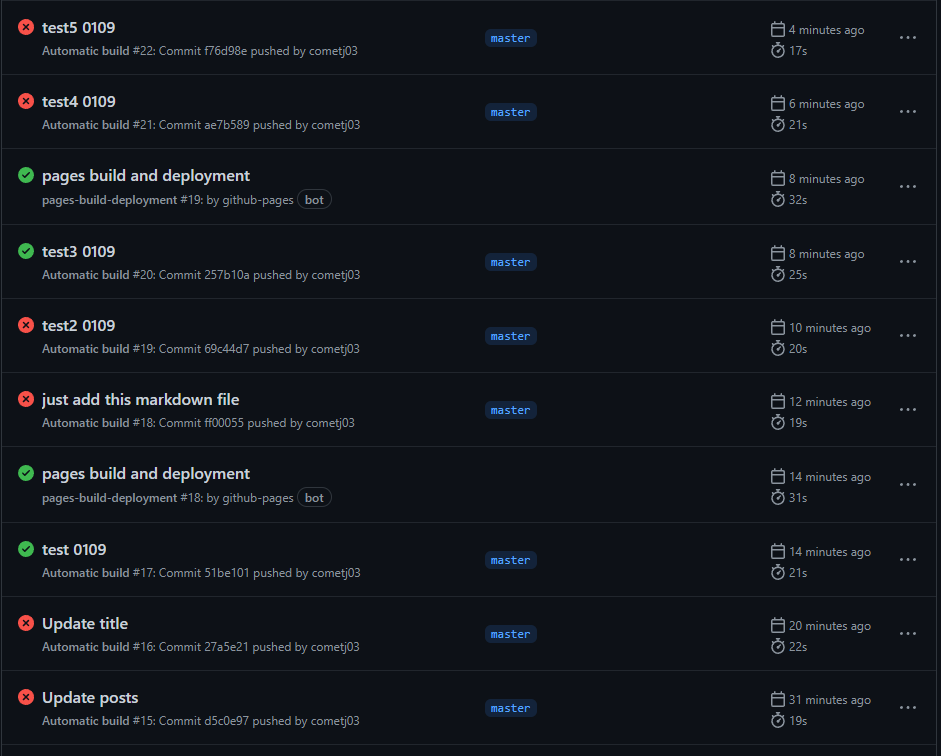 test5 0109
Automatic build #22: Commit f76d98e pushed by cometj03
master
4 minutes ago
17s
test4 0109
Automatic build #21: Commit ae7b589 pushed by cometj03
master
6 minutes ago
21s
pages build and deployment
pages-build-deployment #19: by github-pages bot
8 minutes ago
32s
test3 0109
Automatic build #20: Commit 257b10a pushed by cometj03
master
8 minutes ago
25s
test2 0109
Automatic build #19: Commit 69c44d7 pushed by cometj03
master
10 minutes ago
20s
just add this markdown file
Automatic build #18: Commit ff00055 pushed by cometj03
master
12 minutes ago
19s
pages build and deployment
pages-build-deployment #18: by github-pages bot
14 minutes ago
31s
test 0109
Automatic build #17: Commit 51be101 pushed by cometj03
master
14 minutes ago
21s
Update title
Automatic build #16: Commit 27a5e21 pushed by cometj03
master
20 minutes ago
22s
Update posts
Automatic build #15: Commit d5c0e97 pushed by cometj03
master
31 minutes ago
19s